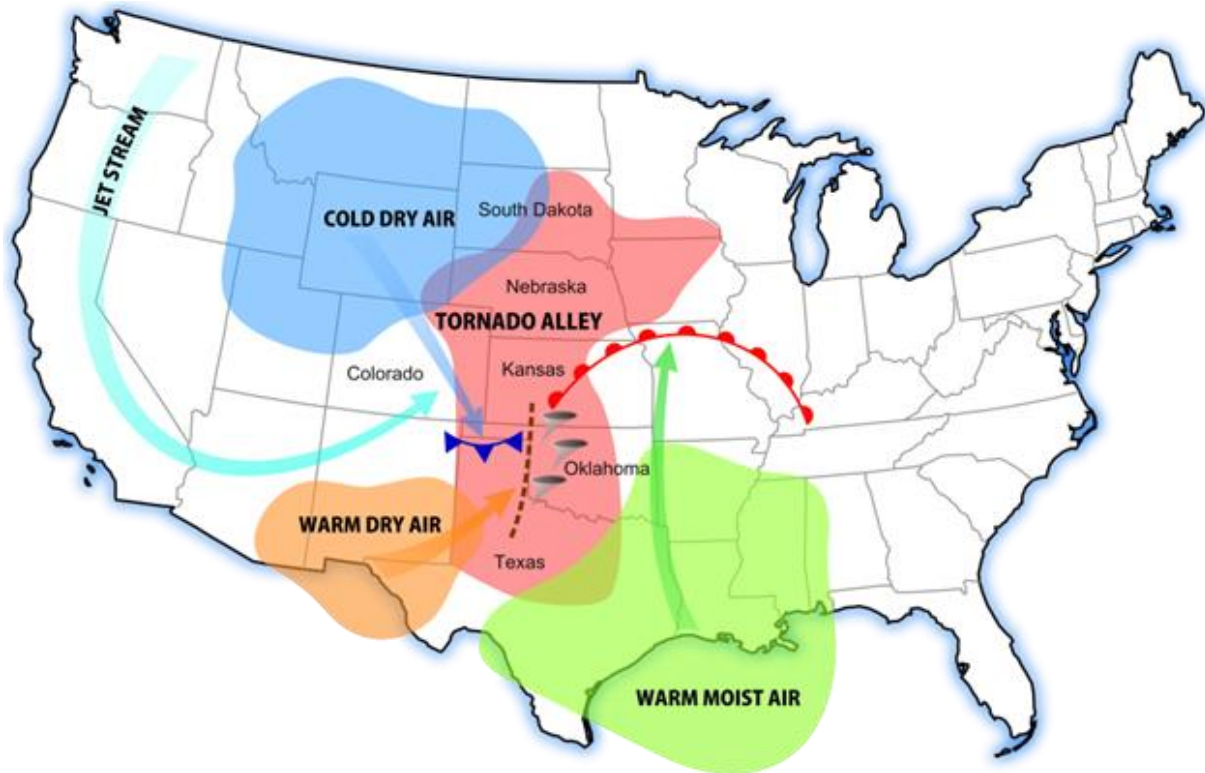 JET STREAM
COLD DRY AIR
South Dakota
Nebraska
TORNADO ALLEY
Colorado
Kansas
Oklahoma
WARM DRY AIR
Texas
WARM MOIST AIR